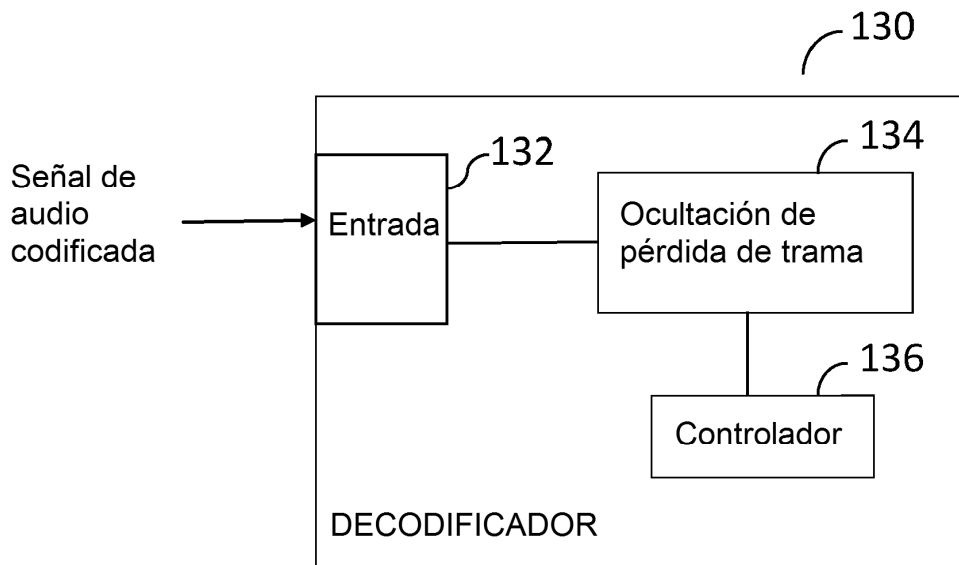 130
132
134
Señal de
audio
codificada
Entrada
Ocultación de
pérdida de trama
136
Controlador
DECODIFICADOR